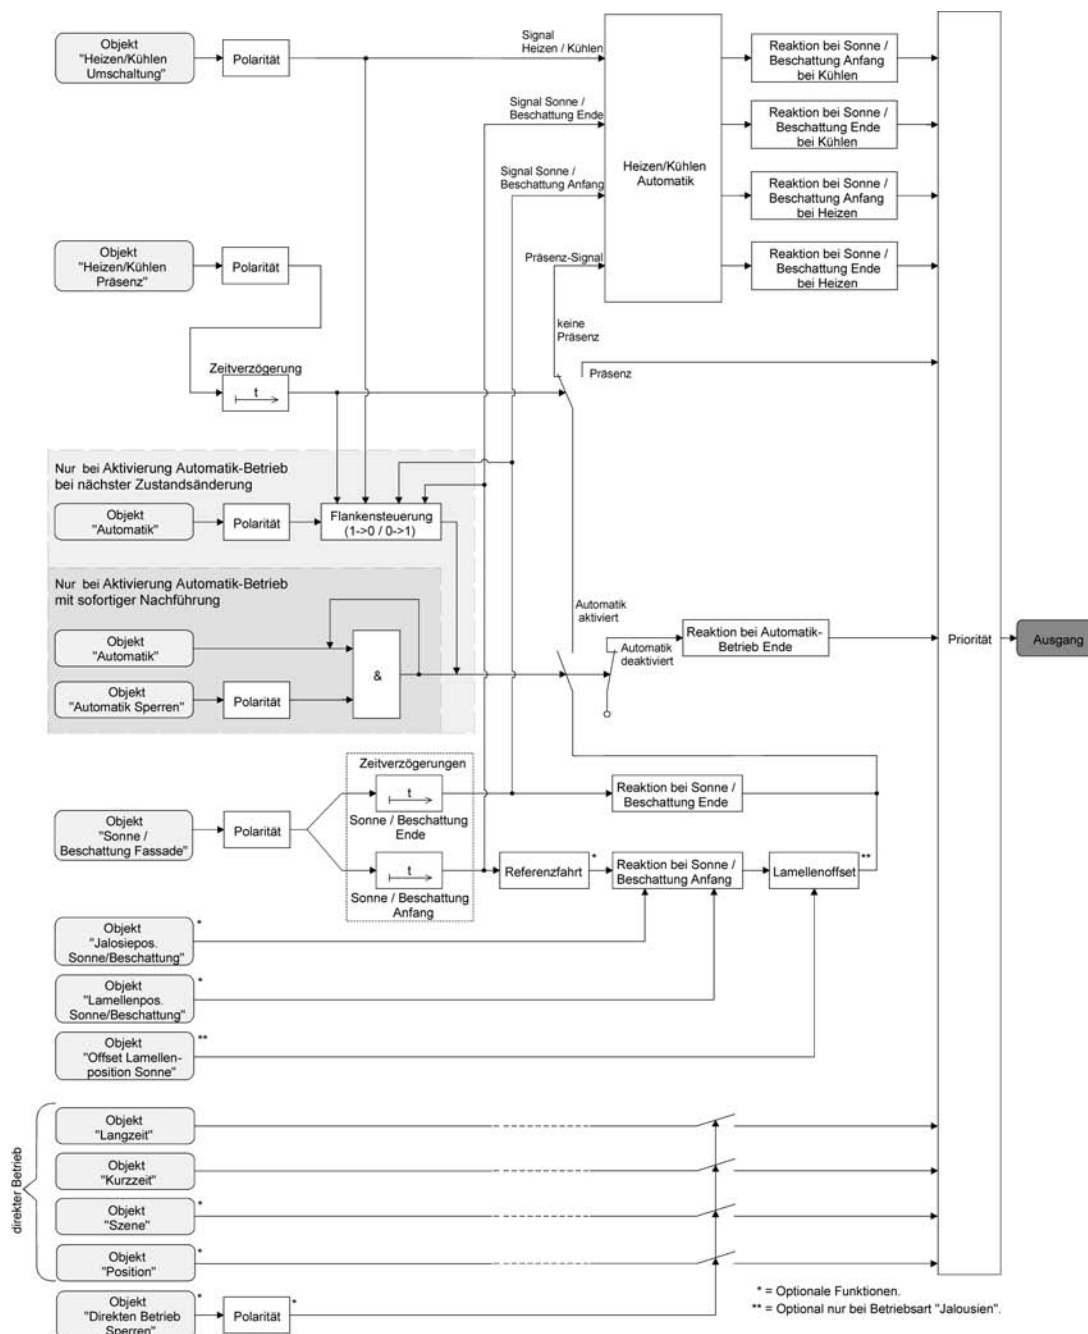 Objekt
"Heizen/Kühlen
Umschaltung"
Polarität
Signal
Heizen / Kühlen
Signal Sonne /
Beschattung Ende
Signal Sonne /
Beschattung Anfang
Präsenz-Signal
Heizen/Kühlen
Automatik
Reaktion bei Sonne /
Beschattung Anfang
bei Kühlen
Reaktion bei Sonne /
Beschattung Ende
bei Kühlen
Reaktion bei Sonne /
Beschattung Anfang
bei Heizen
Reaktion bei Sonne /
Beschattung Ende
bei Heizen
Objekt
"Heizen/Kühlen
Präsenz"
Polarität
keine
Präsenz
Präsenz
Zeitverzögerung
t
Nur bei Aktivierung Automatik-Betrieb
bei nächster Zustandsänderung
Objekt
"Automatik"
Polarität
Flankensteuerung
(1->0 / 0->1)
Nur bei Aktivierung Automatik-Betrieb
mit sofortiger Nachführung
Objekt
"Automatik"
Objekt
"Automatik Sperren"
Polarität
&
Automatik
aktiviert
Automatik
deaktiviert
Reaktion bei Automatik-
Betrieb Ende
Priorität
Ausgang
Zeitverzögerungen
t
Sonne / Beschattung
Ende
t
Sonne / Beschattung
Anfang
Objekt
"Sonne /
Beschattung Fassade"
Polarität
Reaktion bei Sonne /
Beschattung Ende
Referenzfahrt
*
Reaktion bei Sonne /
Beschattung Anfang
Lamellenoffset
**
Objekt
"Jalosiepos.
Sonne/Beschattung"
*
Objekt
"Lamellenpos.
Sonne/Beschattung"
*
Objekt
"Offset Lamellen-
position Sonne"
**
direkter Betrieb
Objekt
"Langzeit"
Objekt
"Kurzzeit"
Objekt
"Szene"
*
Objekt
"Position"
*
Objekt
"Direkten Betrieb
Sperren"
*
Polarität
*
* = Optionale Funktionen.
** = Optional nur bei Betriebsart "Jalousien".